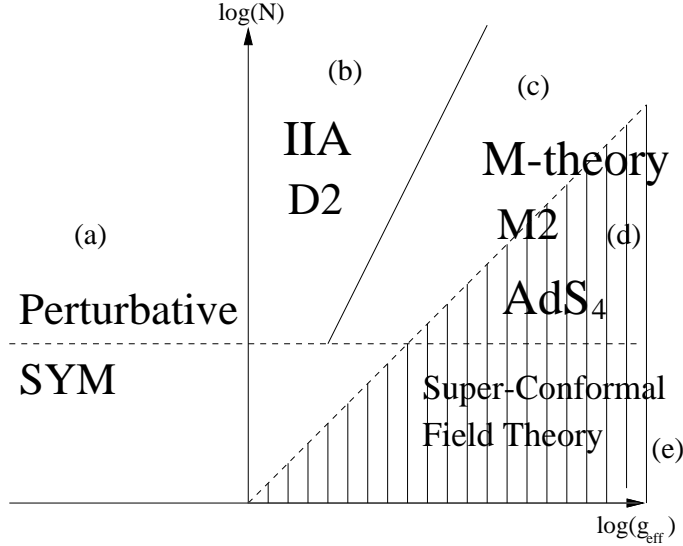 log(N)
(b)
(c)
IIA
D2
M-theory
M2
(a)
(d)
Perturbative
AdS₄
SYM
Super-Conformal
Field Theory
(e)
log(g_eff)